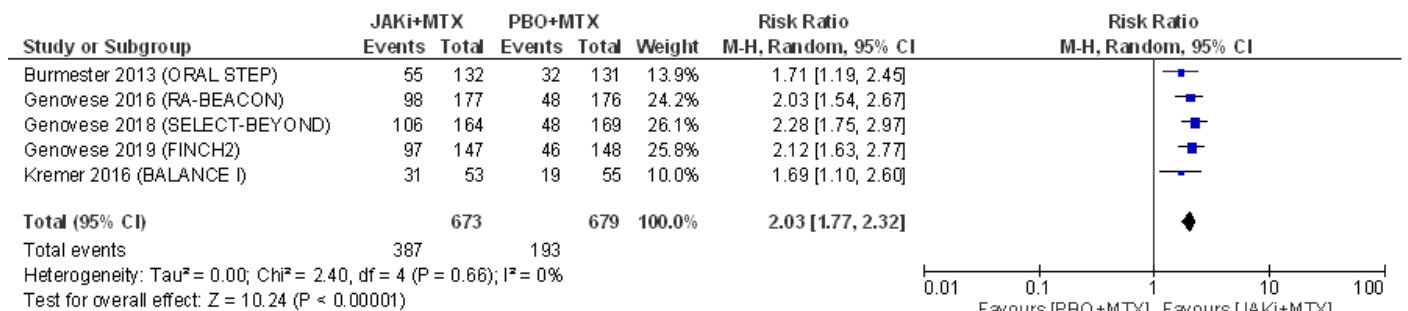 JAKi+MTX PBO+MTX Risk Ratio Risk Ratio
Study or Subgroup Events Total Events Total Weight M-H, Random, 95% CI M-H, Random, 95% CI
Burmester 2013 (ORAL STEP) 55 132 32 131 13.9% 1.71 [1.19, 2.45]
Genovese 2016 (RA-BEACON) 98 177 48 176 24.2% 2.03 [1.54, 2.67]
Genovese 2018 (SELECT-BEYOND) 106 164 48 169 26.1% 2.28 [1.75, 2.97]
Genovese 2019 (FINCH2) 97 147 46 148 25.8% 2.12 [1.63, 2.77]
Kremer 2016 (BALANCE I) 31 53 19 55 10.0% 1.69 [1.10, 2.60]
Total (95% CI) 673 679 100.0% 2.03 [1.77, 2.32]
Total events 387 193
Heterogeneity: Tau² = 0.00; Chi² = 2.40, df = 4 (P = 0.66); I² = 0%
Test for overall effect: Z = 10.24 (P < 0.00001)
0.01 0.1 1 10 100
Favours [PBO+MTX] Favours [JAKi+MTX]